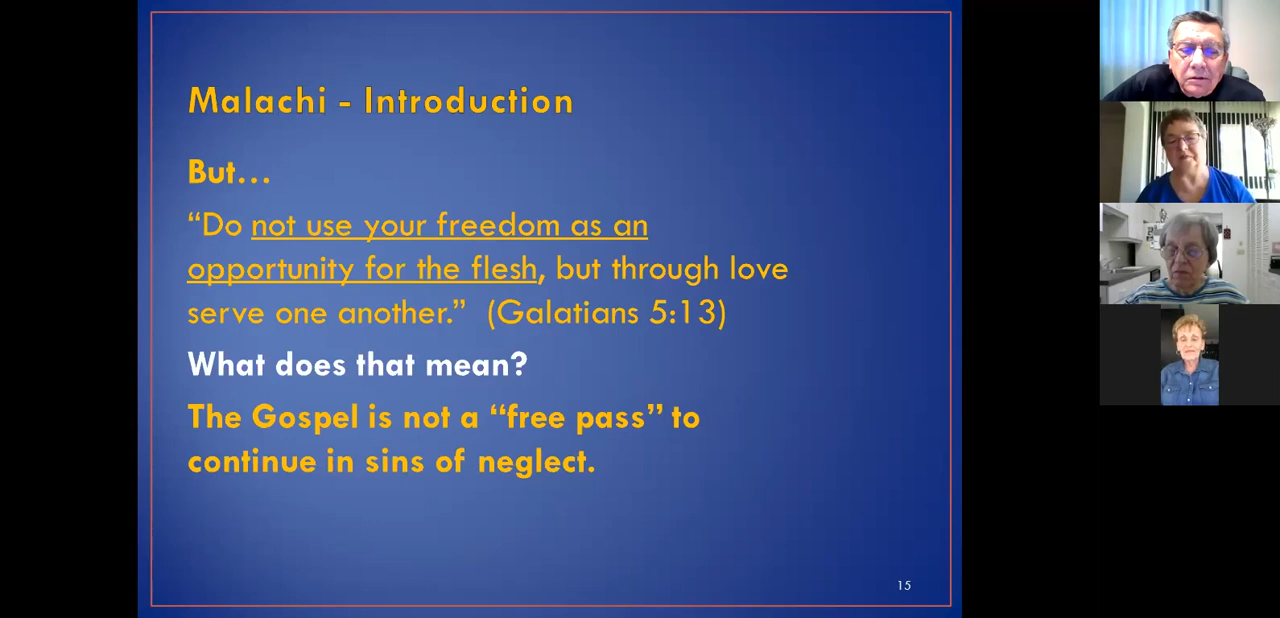 Malachi - Introduction
But…
“Do not use your freedom as an
opportunity for the flesh, but through love
serve one another.”  (Galatians 5:13)
What does that mean?
The Gospel is not a “free pass” to
continue in sins of neglect.
15